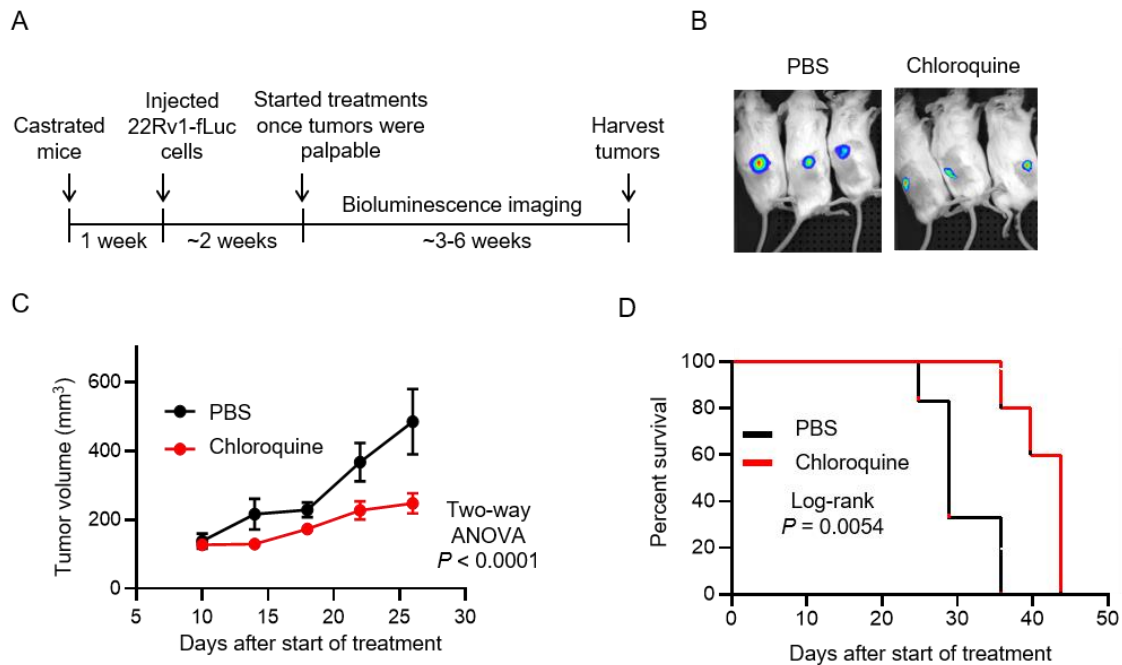 A
Castrated
mice
Injected
22Rv1-fLuc
cells
Started treatments
once tumors were
palpable
Harvest
tumors
Bioluminescence imaging
1 week
~2 weeks
~3-6 weeks
B
PBS
Chloroquine
C
Tumor volume (mm³)
600
400
200
0
PBS
Chloroquine
Two-way
ANOVA
P < 0.0001
5 10 15 20 25 30
Days after start of treatment
D
Percent survival
100
80
60
40
20
0
PBS
Chloroquine
Log-rank
P = 0.0054
0 10 20 30 40 50
Days after start of treatment